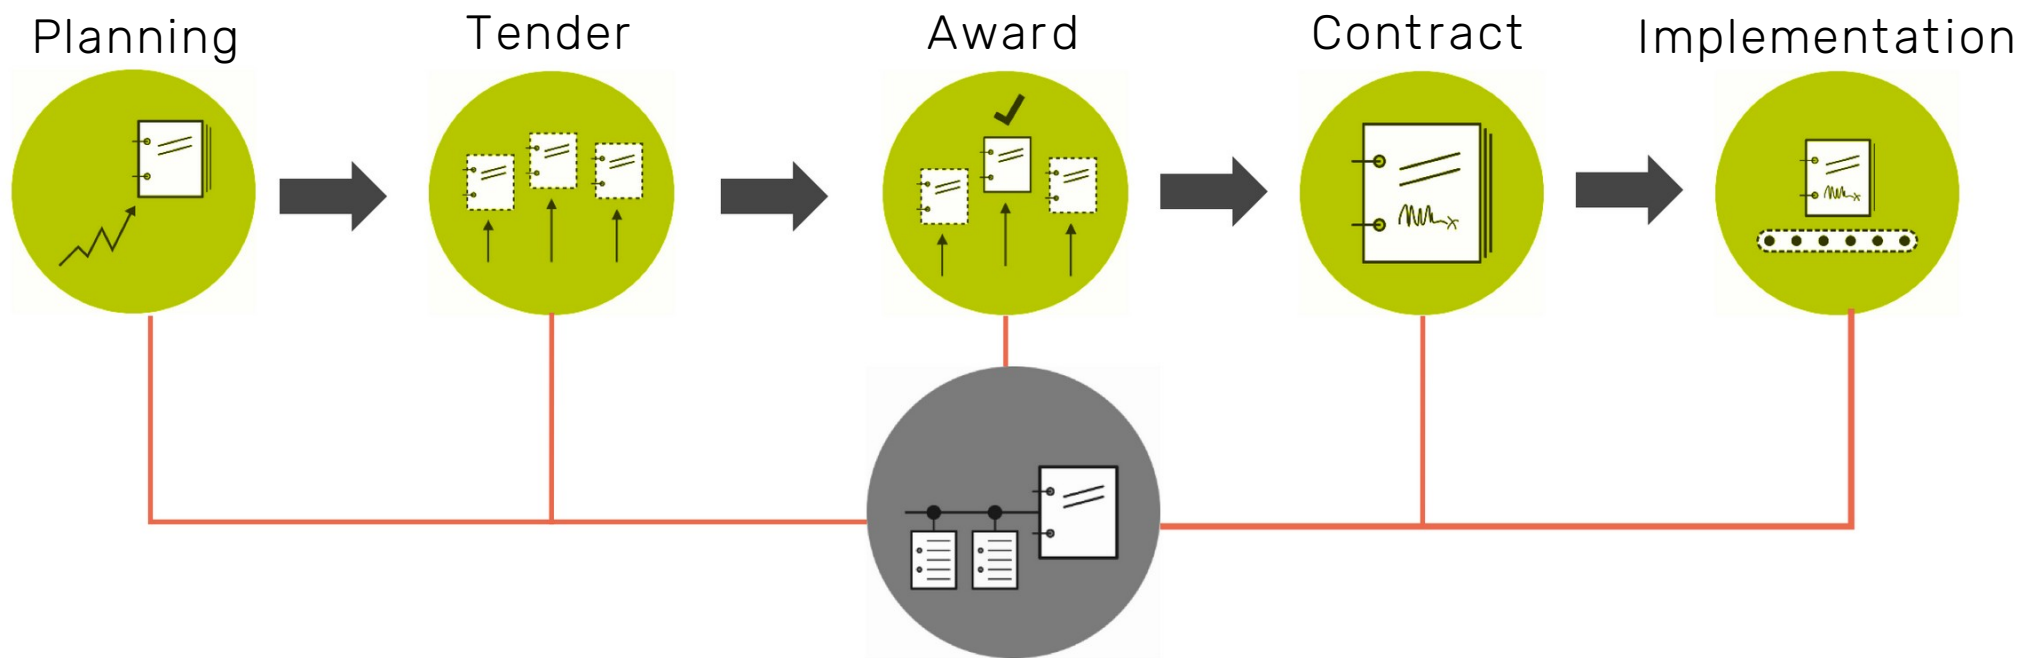 Planning
Tender
Award
Contract
Implementation